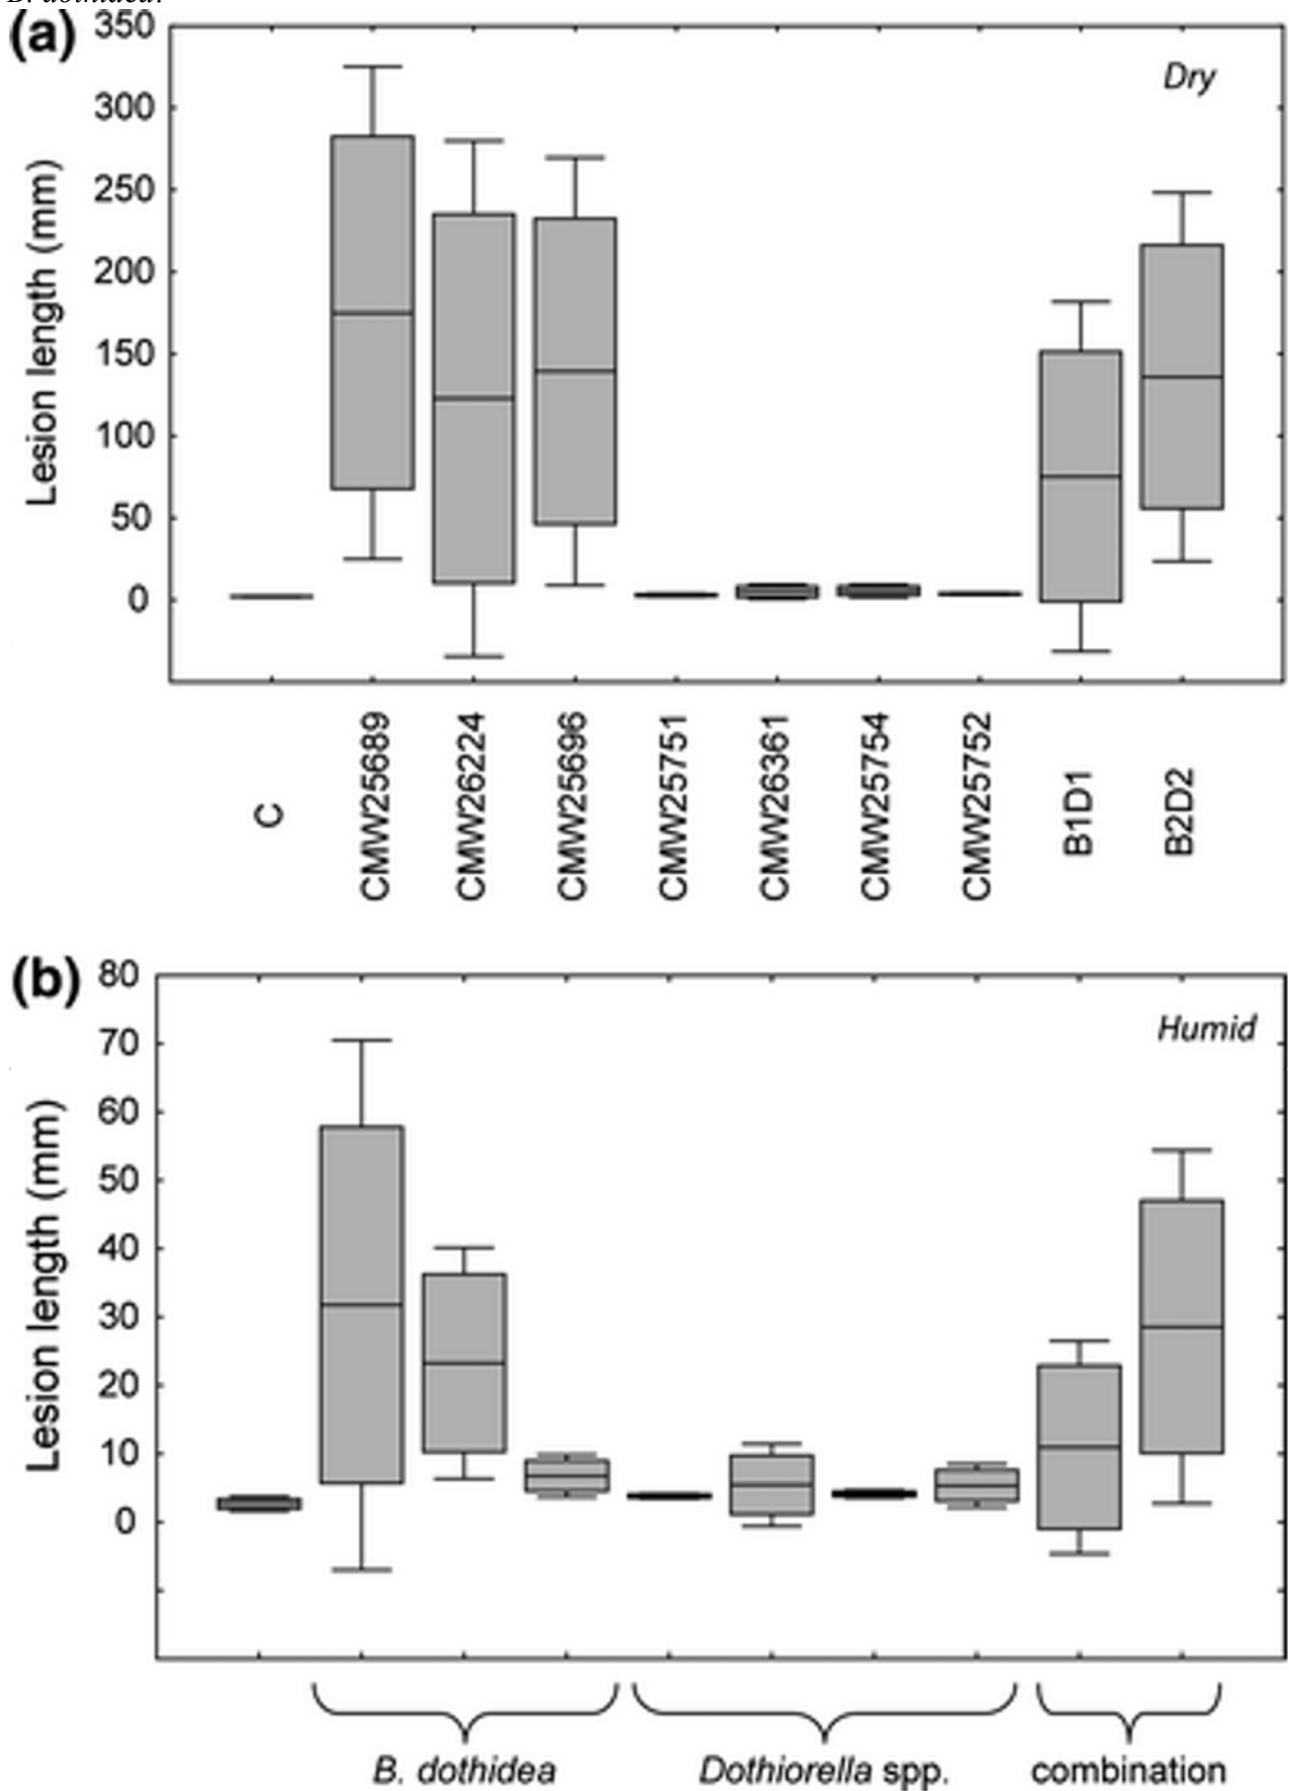 B. dothidea.
(a)
350
Dry
300
250
200
150
100
50
0
Lesion length (mm)
C
CMW25689
CMW26224
CMW25696
CMW25751
CMW26361
CMW25754
CMW25752
B1D1
B2D2
(b)
80
Humid
70
60
50
40
30
20
10
0
Lesion length (mm)
B. dothidea
Dothiorella spp.
combination